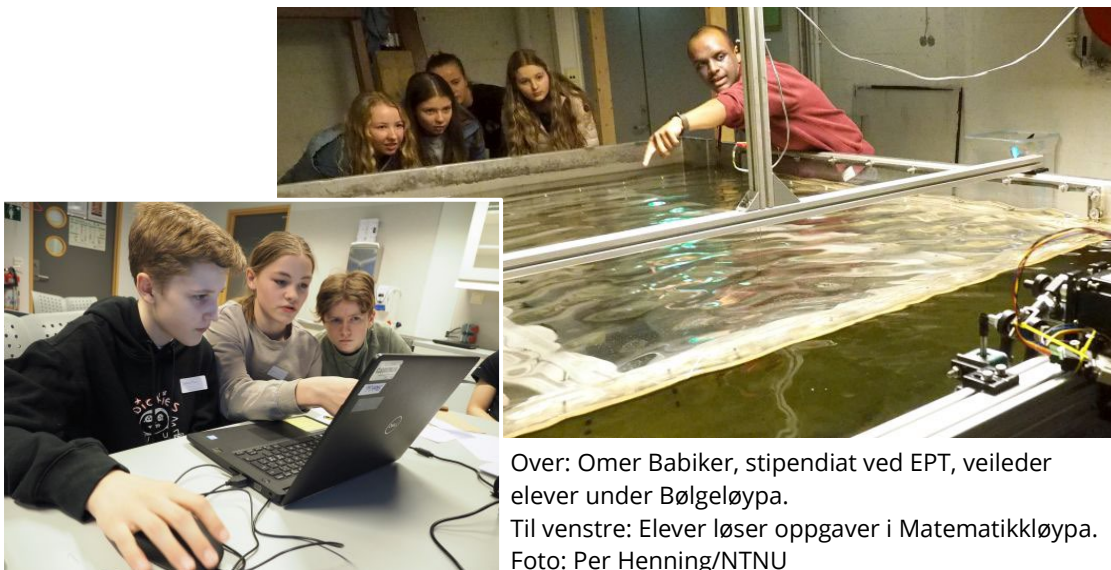 Over: Omer Babiker, stipendiat ved EPT, veileder
elever under Bølgeløypa.
Til venstre: Elever løser oppgaver i Matematikkløypa.
Foto: Per Henning/NTNU